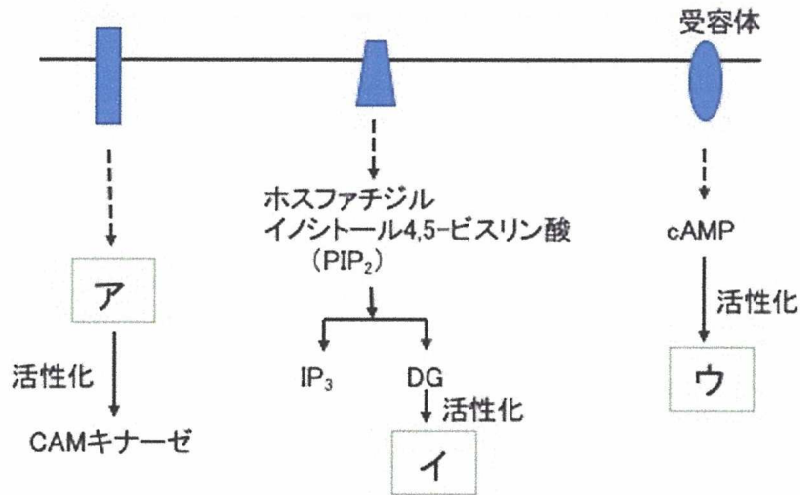 受容体
ホスファチジル
イノシトール4,5-ビスリン酸
(PIP₂)
cAMP
ア
活性化
活性化
IP₃
DG
ウ
活性化
CAMキナーゼ
イ